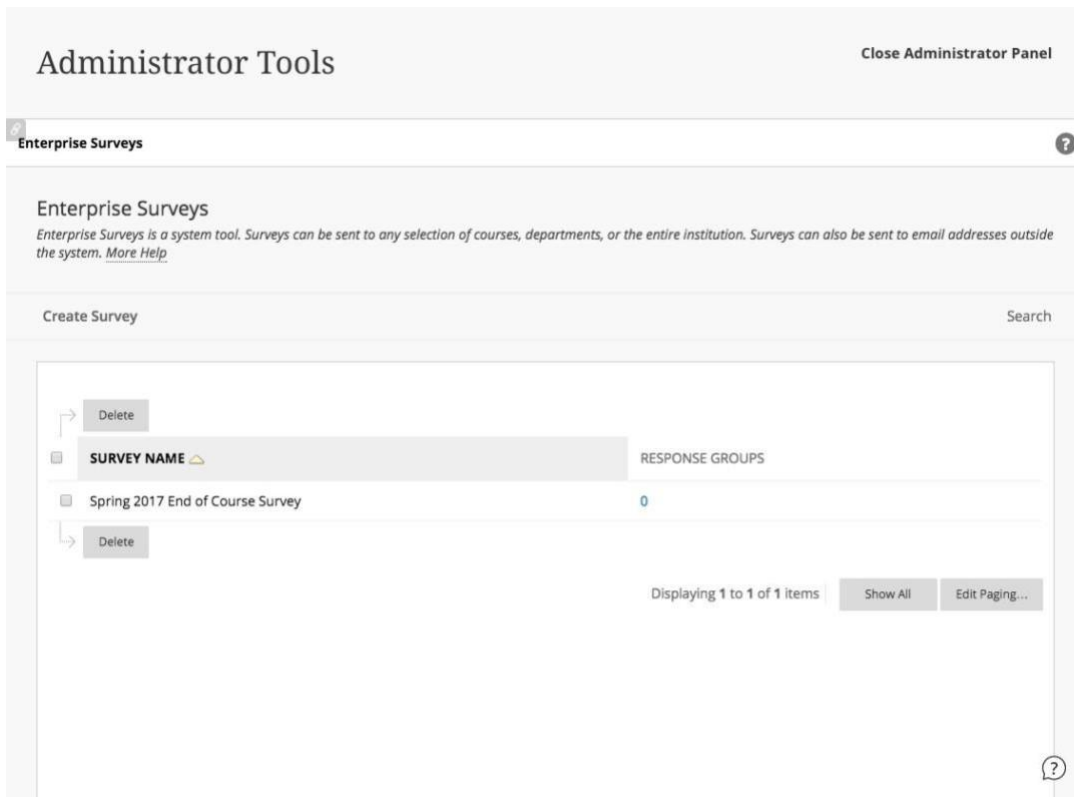 Administrator Tools
Close Administrator Panel
Enterprise Surveys
?
Enterprise Surveys
Enterprise Surveys is a system tool. Surveys can be sent to any selection of courses, departments, or the entire institution. Surveys can also be sent to email addresses outside
the system. More Help
Create Survey
Search
Delete
SURVEY NAME
RESPONSE GROUPS
Spring 2017 End of Course Survey
0
Delete
Displaying 1 to 1 of 1 items
Show All
Edit Paging...
?